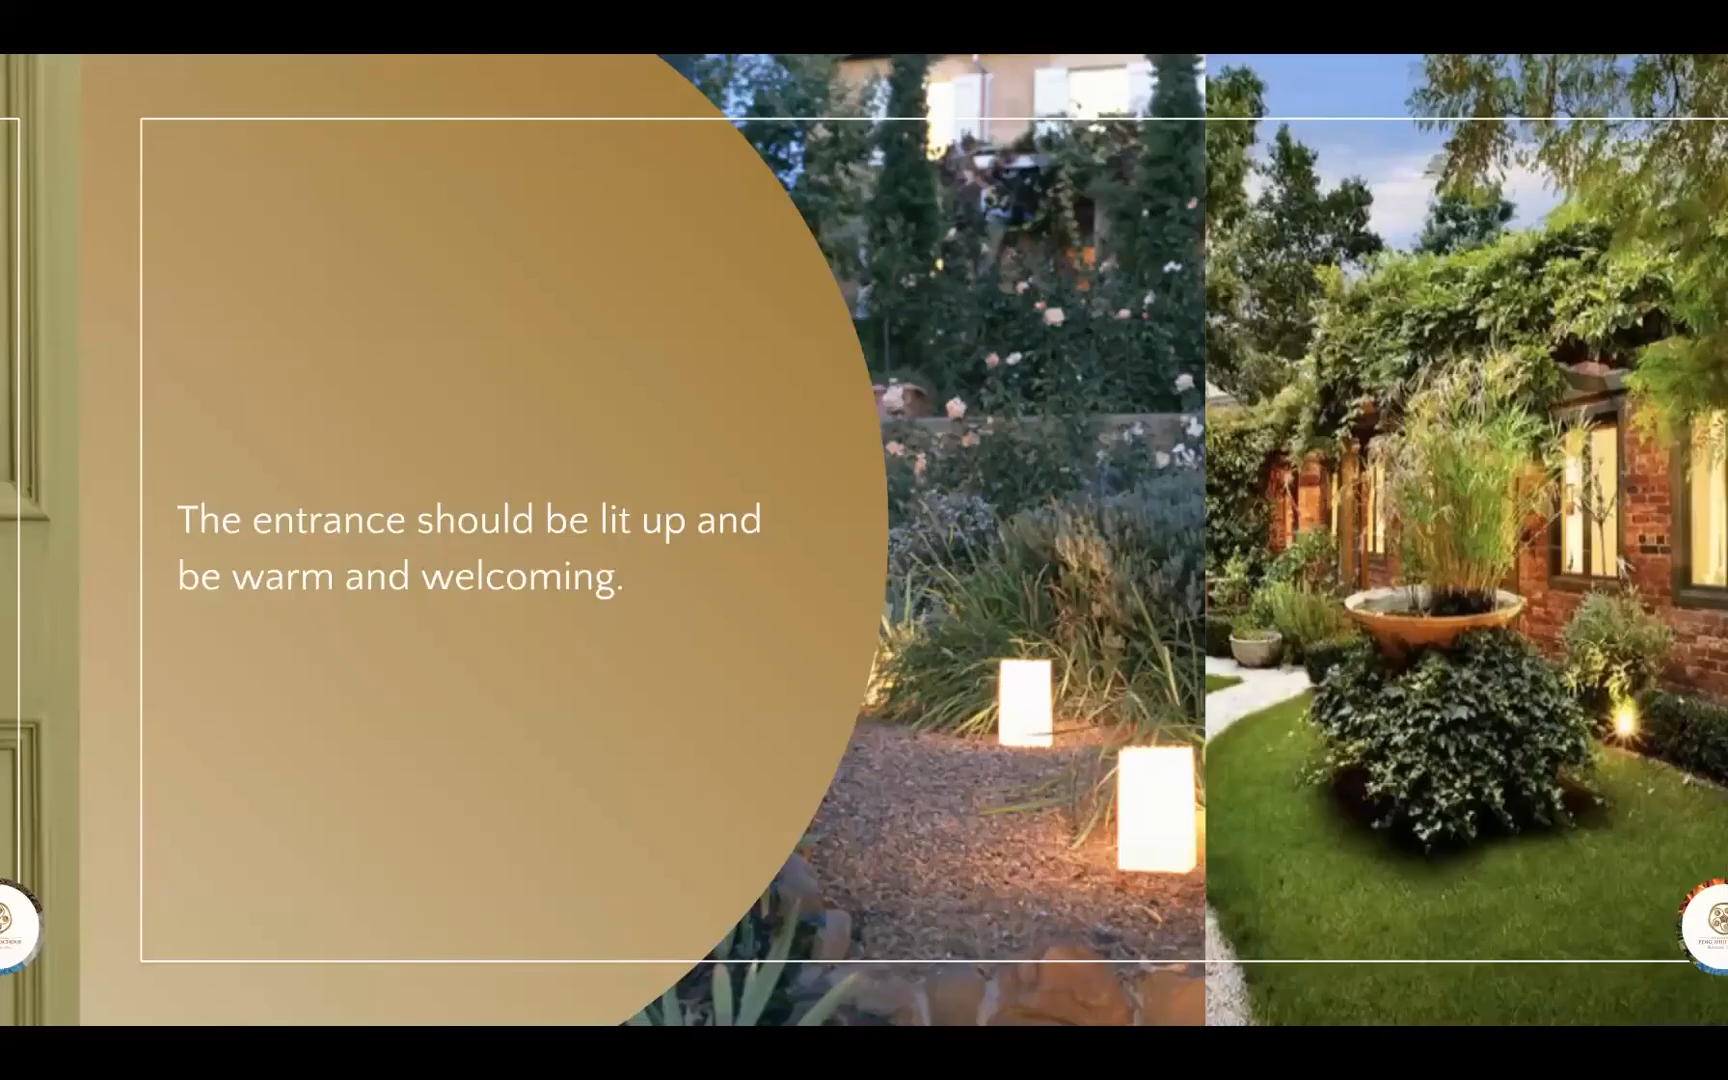 The entrance should be lit up and
be warm and welcoming.